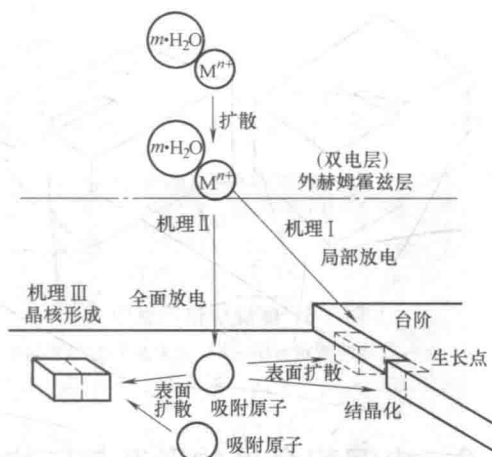 m·H₂O
Mⁿ⁺
扩散
m·H₂O
Mⁿ⁺
(双电层)
外赫姆霍兹层
机理Ⅱ
机理Ⅰ
局部放电
机理Ⅲ
晶核形成
全面放电
台阶
生长点
表面扩散
表面
扩散
吸附原子
结晶化
吸附原子